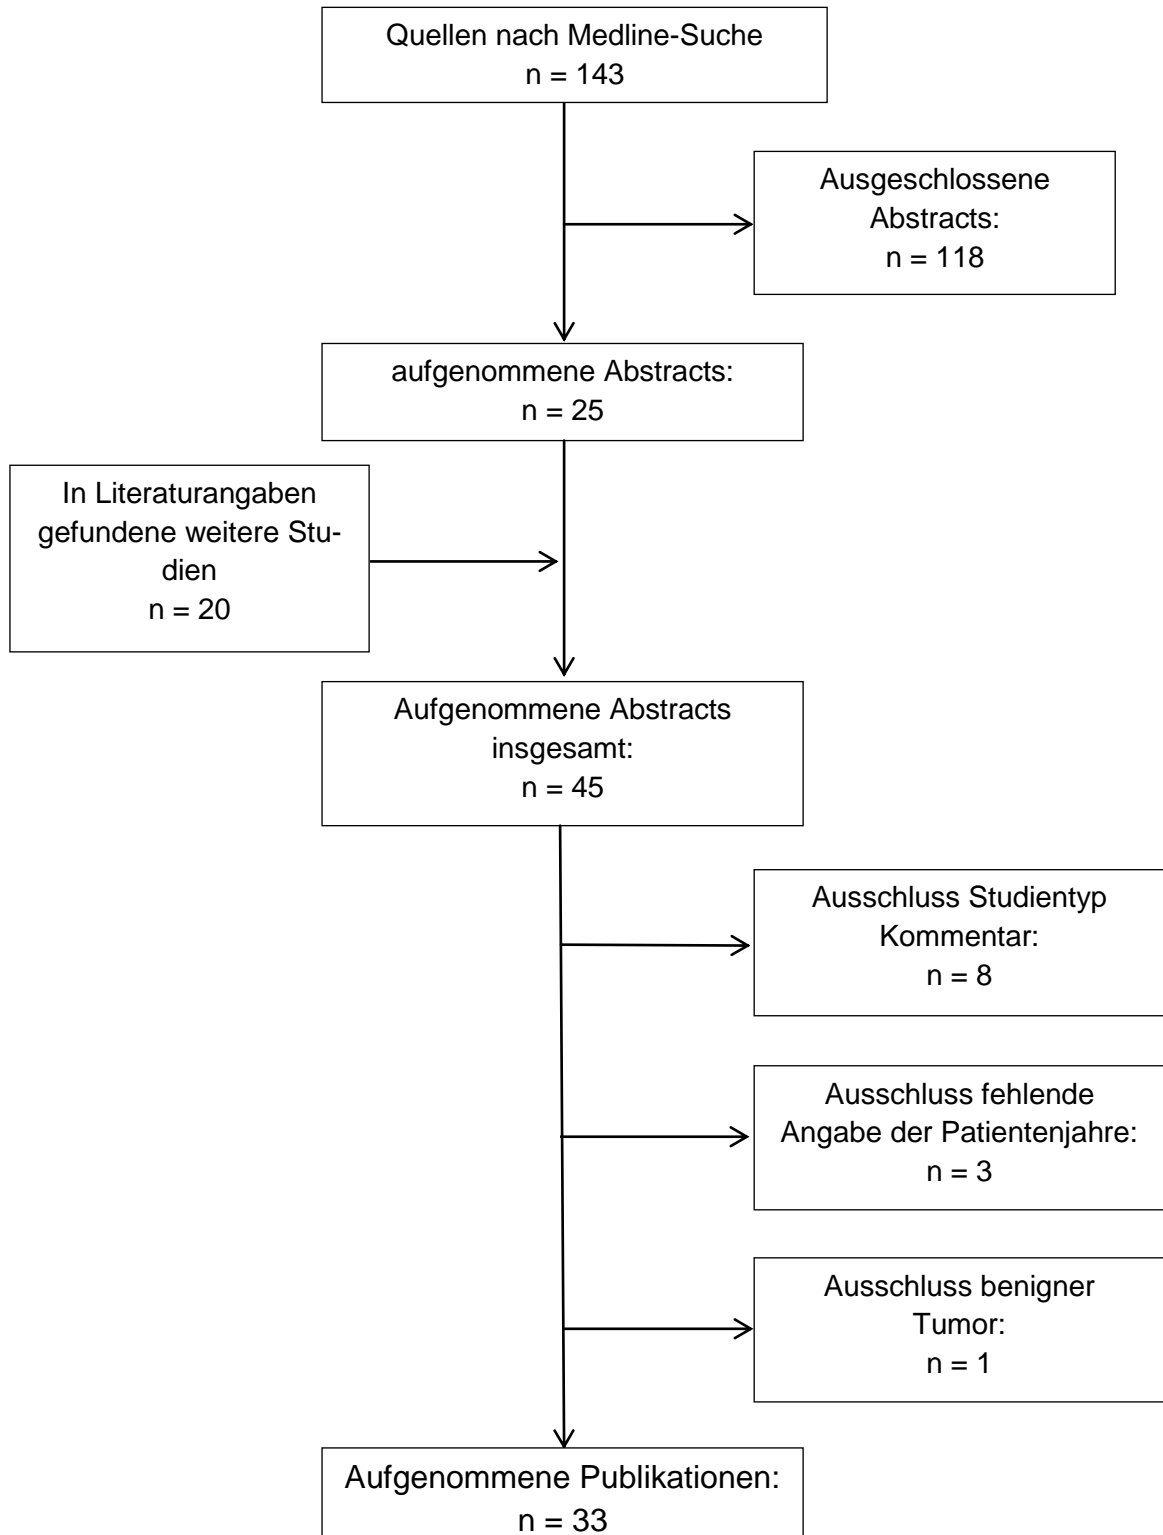 Quellen nach Medline-Suche
n = 143
Ausgeschlossene
Abstracts:
n = 118
aufgenommene Abstracts:
n = 25
In Literaturangaben
gefundene weitere Stu-
dien
n = 20
Aufgenommene Abstracts
insgesamt:
n = 45
Ausschluss Studientyp
Kommentar:
n = 8
Ausschluss fehlende
Angabe der Patientenjahre:
n = 3
Ausschluss benigner
Tumor:
n = 1
Aufgenommene Publikationen:
n = 33